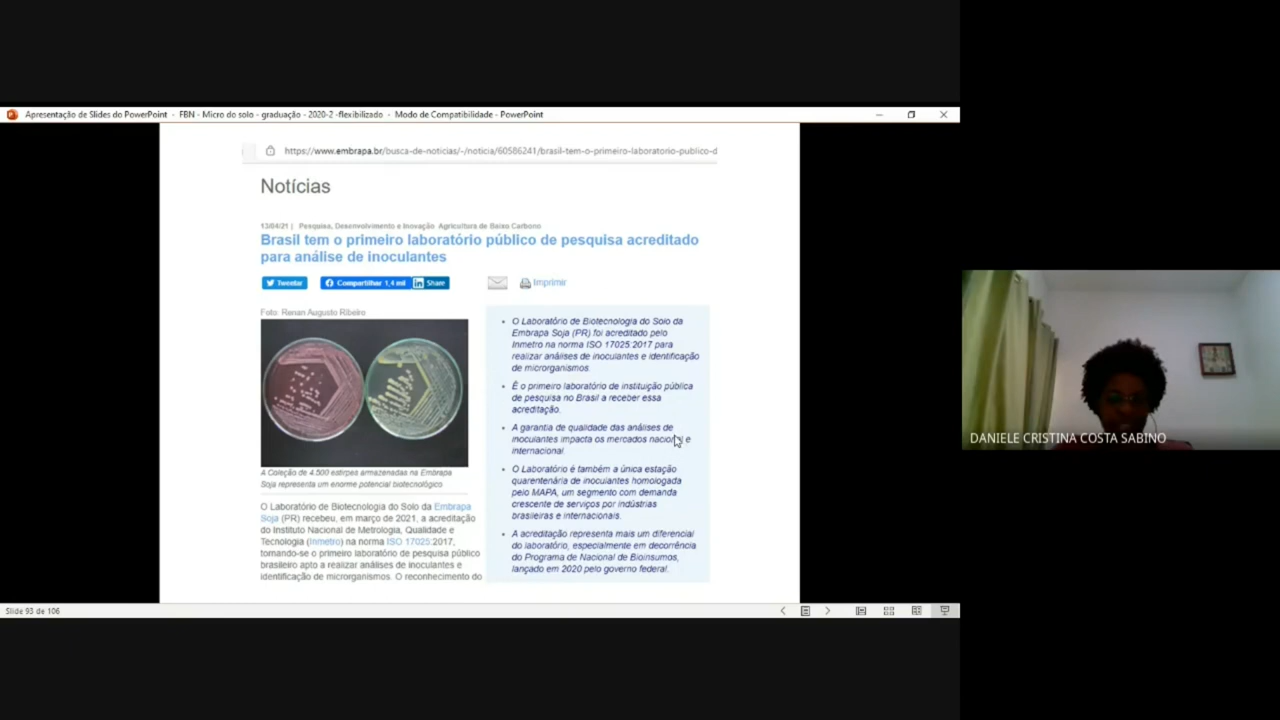 Apresentação de Slides do PowerPoint - FBN - Micro do solo - graduação - 2020-2 -flexibilizado - Modo de Compatibilidade - PowerPoint
https://www.embrapa.br/busca-de-noticias/-/noticia/60586241/brasil-tem-o-primeiro-laboratorio-publico-d
Notícias
13/04/21 | Pesquisa, Desenvolvimento e Inovação Agricultura de Baixo Carbono
Brasil tem o primeiro laboratório público de pesquisa acreditado
para análise de inoculantes
Tweetar
Compartilhar 1,4 mil
Share
Imprimir
Foto: Renan Augusto Ribeiro
A Coleção de 4.500 estirpes armazenadas na Embrapa
Soja representa um enorme potencial biotecnológico
O Laboratório de Biotecnologia do Solo da Embrapa
Soja (PR) recebeu, em março de 2021, a acreditação
do Instituto Nacional de Metrologia, Qualidade e
Tecnologia (Inmetro) na norma ISO 17025:2017,
tornando-se o primeiro laboratório de pesquisa público
brasileiro apto a realizar análises de inoculantes e
identificação de microrganismos. O reconhecimento do
• O Laboratório de Biotecnologia do Solo da
Embrapa Soja (PR) foi acreditado pelo
Inmetro na norma ISO 17025:2017 para
realizar análises de inoculantes e identificação
de microrganismos.
• É o primeiro laboratório de instituição pública
de pesquisa no Brasil a receber essa
acreditação.
• A garantia de qualidade das análises de
inoculantes impacta os mercados nacional e
internacional
• O Laboratório é também a única estação
quarentenária de inoculantes homologada
pelo MAPA, um segmento com demanda
crescente de serviços por indústrias
brasileiras e internacionais.
• A acreditação representa mais um diferencial
do laboratório, especialmente em decorrência
do Programa de Nacional de Bioinsumos,
lançado em 2020 pelo governo federal.
Slide 93 de 106
DANIELE CRISTINA COSTA SABINO